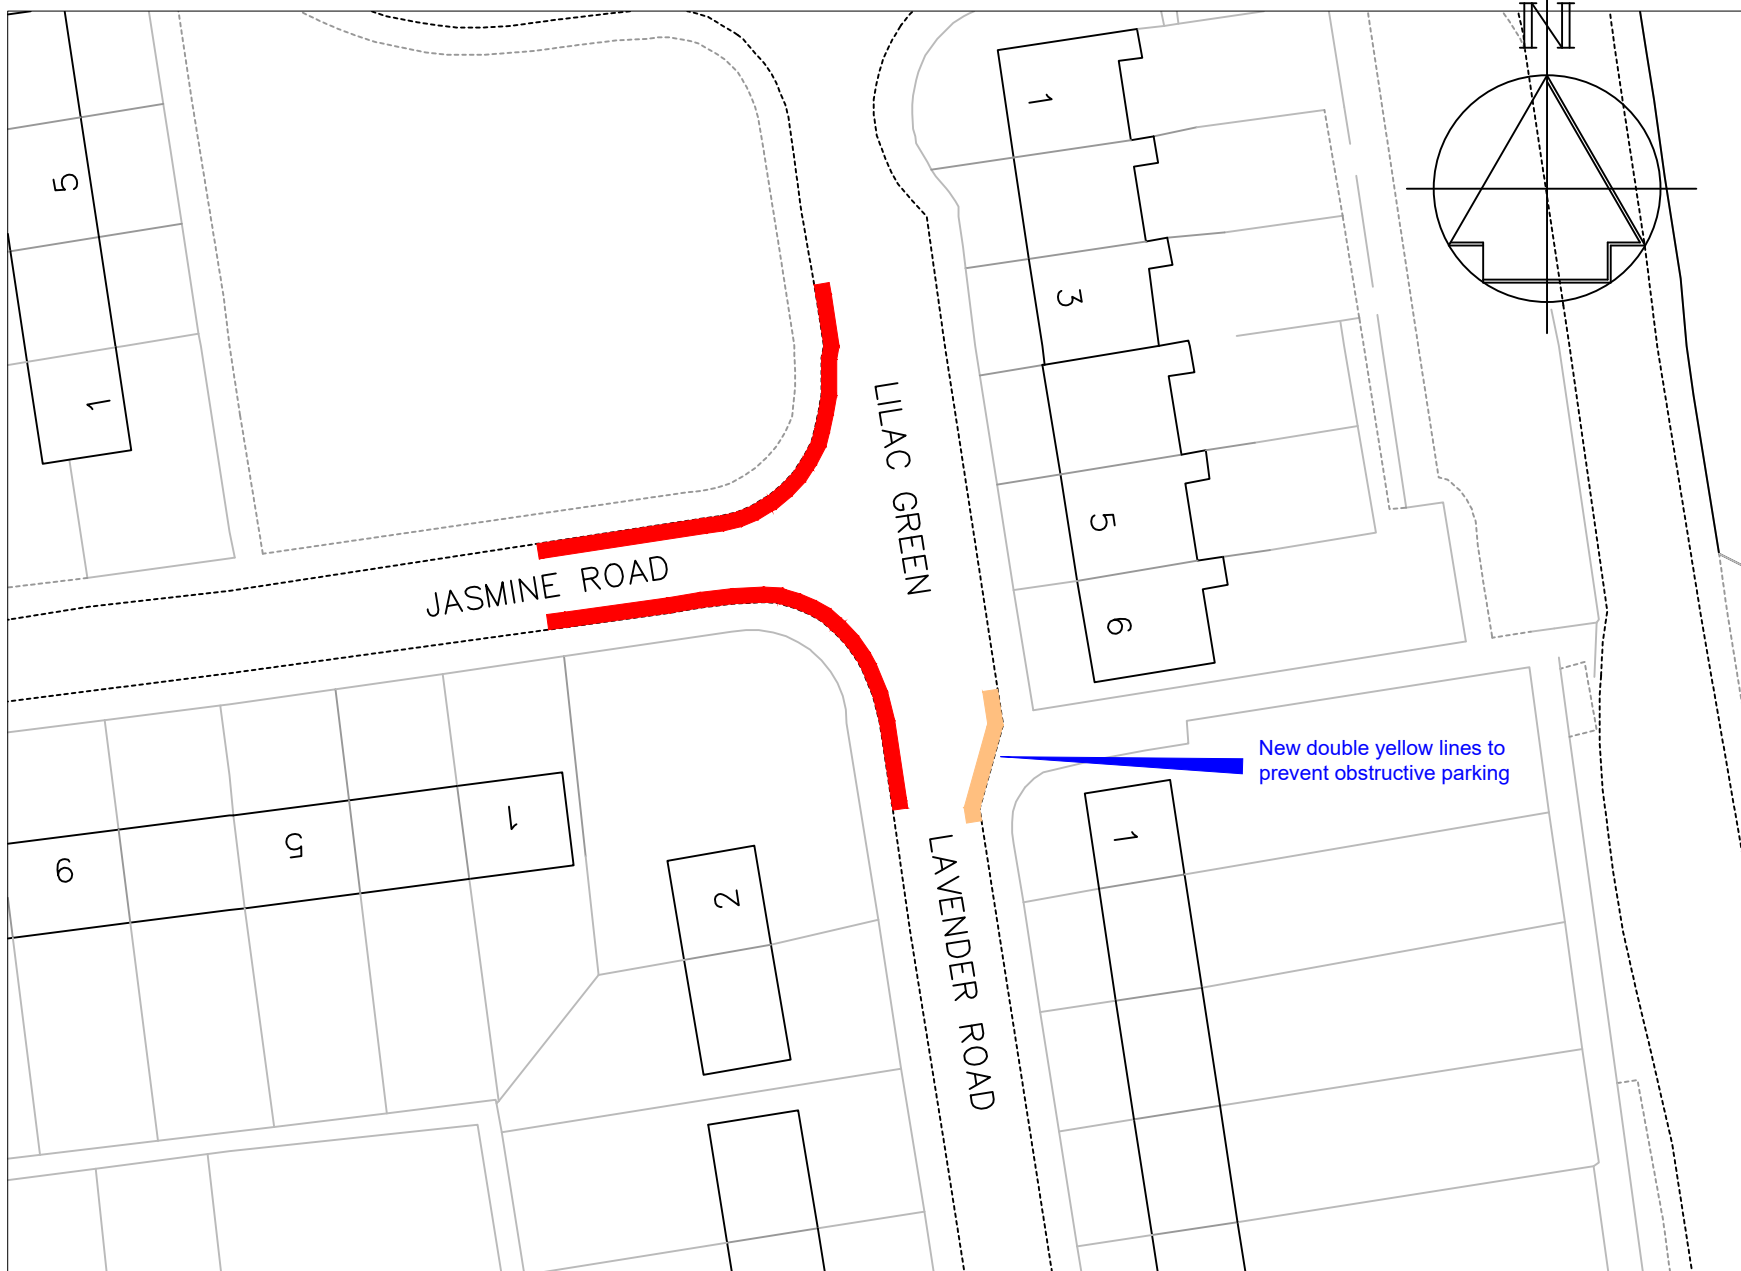 N
1
5
3
1
LILAC GREEN
5
JASMINE ROAD
6
New double yellow lines to
prevent obstructive parking
1
5
9
1
2
LAVENDER ROAD